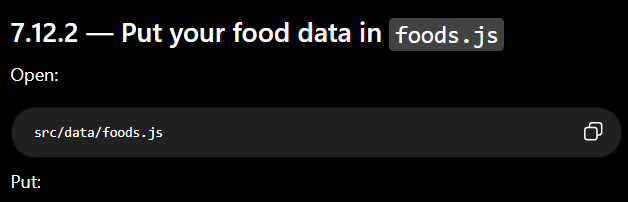 7.12.2 — Put your food data in foods.js
Open:
src/data/foods.js
Put: